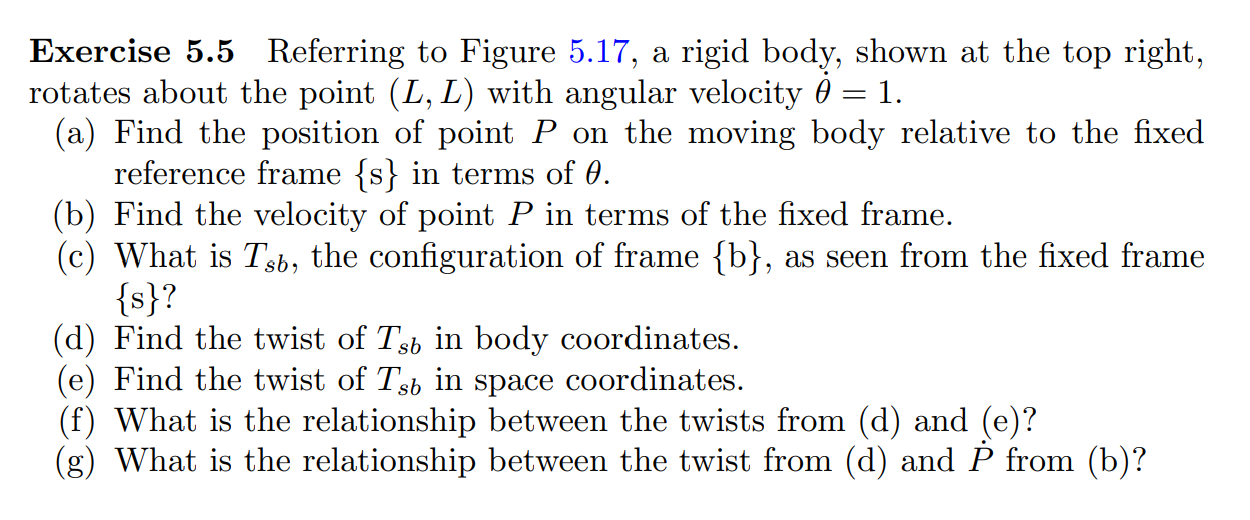 Exercise 5.5 Referring to Figure 5.17, a rigid body, shown at the top right,
rotates about the point (L, L) with angular velocity θ̇ = 1.
(a) Find the position of point P on the moving body relative to the fixed
reference frame {s} in terms of θ.
(b) Find the velocity of point P in terms of the fixed frame.
(c) What is T_{sb}, the configuration of frame {b}, as seen from the fixed frame
{s}?
(d) Find the twist of T_{sb} in body coordinates.
(e) Find the twist of T_{sb} in space coordinates.
(f) What is the relationship between the twists from (d) and (e)?
(g) What is the relationship between the twist from (d) and Ṗ from (b)?